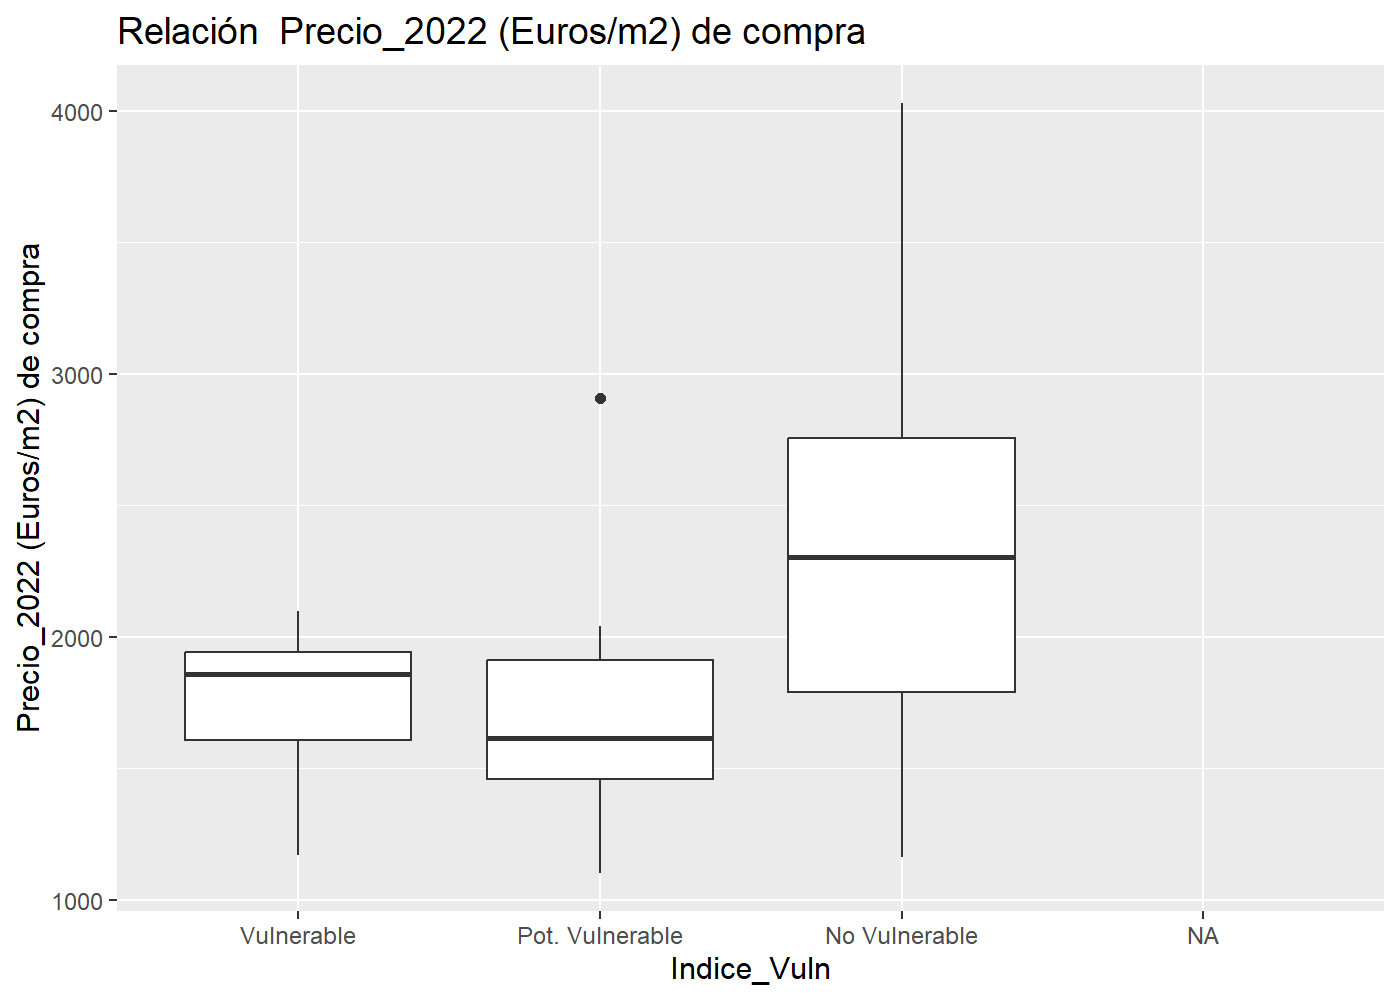 Relación  Precio_2022 (Euros/m2) de compra
Precio_2022 (Euros/m2) de compra
4000
3000
2000
1000
Vulnerable
Pot. Vulnerable
No Vulnerable
NA
Indice_Vuln